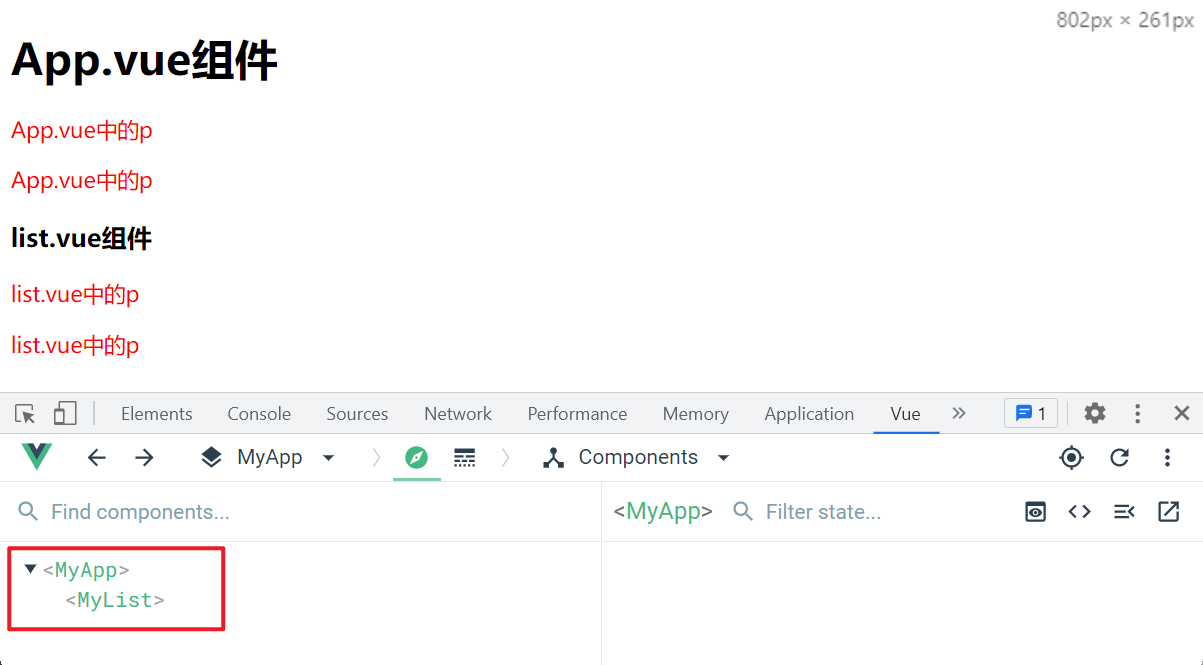 802px × 261px
App.vue组件
App.vue中的p
App.vue中的p
list.vue组件
list.vue中的p
list.vue中的p
Elements Console Sources Network Performance Memory Application Vue 1
MyApp Components
Find components... <MyApp> Filter state...
<MyApp>
<MyList>